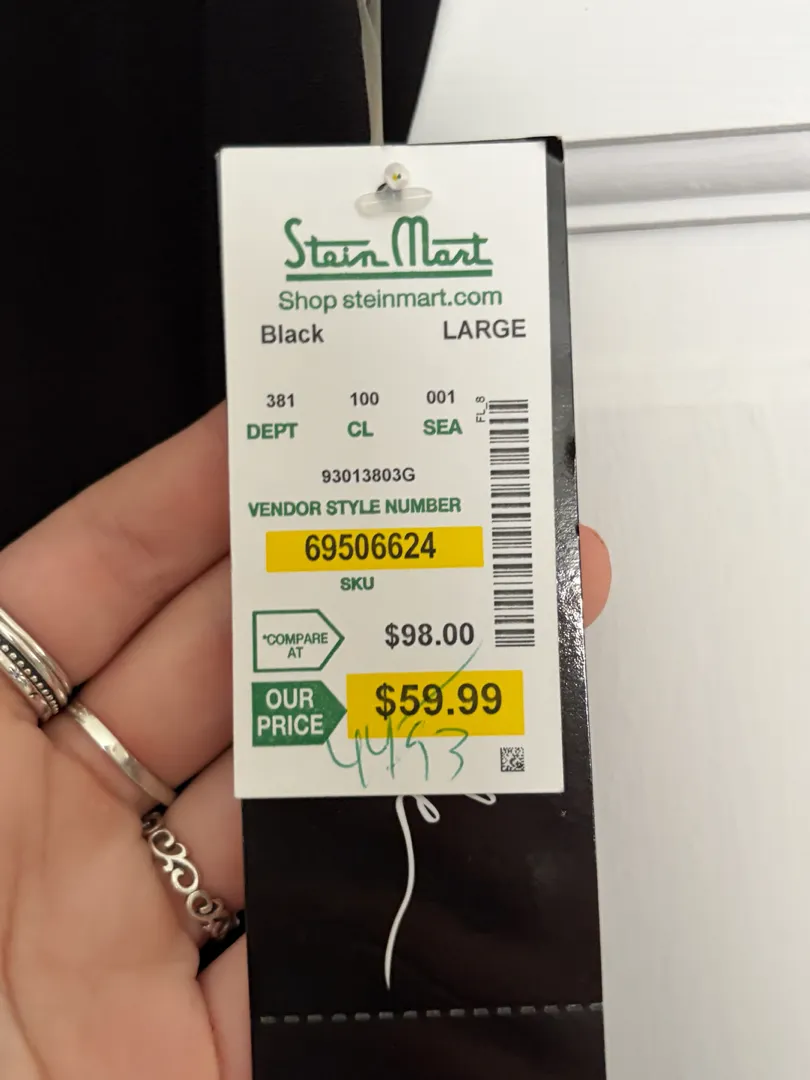 Stein Mart
Shop steinmart.com
Black LARGE
381 100 001
DEPT CL SEA
FL_8
93013803G
VENDOR STYLE NUMBER
69506624
SKU
*COMPARE AT $98.00
OUR PRICE $59.99
4493